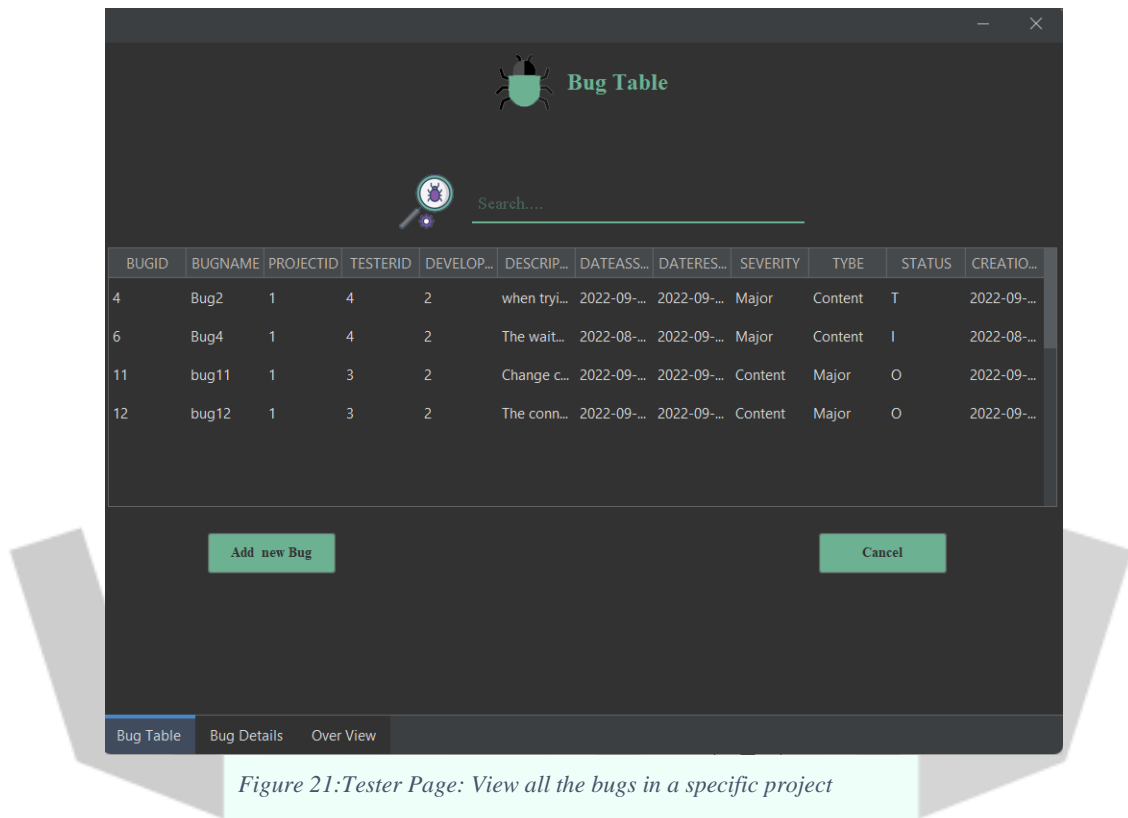 Bug Table
Search....
BUGID BUGNAME PROJECTID TESTERID DEVELOP... DESCRIP... DATEASS... DATERES... SEVERITY TYBE STATUS CREATIO...
4 Bug2 1 4 2 when tryi... 2022-09-... 2022-09-... Major Content T 2022-09-...
6 Bug4 1 4 2 The wait... 2022-08-... 2022-09-... Major Content I 2022-08-...
11 bug11 1 3 2 Change c... 2022-09-... 2022-09-... Content Major O 2022-09-...
12 bug12 1 3 2 The conn... 2022-09-... 2022-09-... Content Major O 2022-09-...
Add new Bug Cancel
Bug Table Bug Details Over View
Figure 21:Tester Page: View all the bugs in a specific project